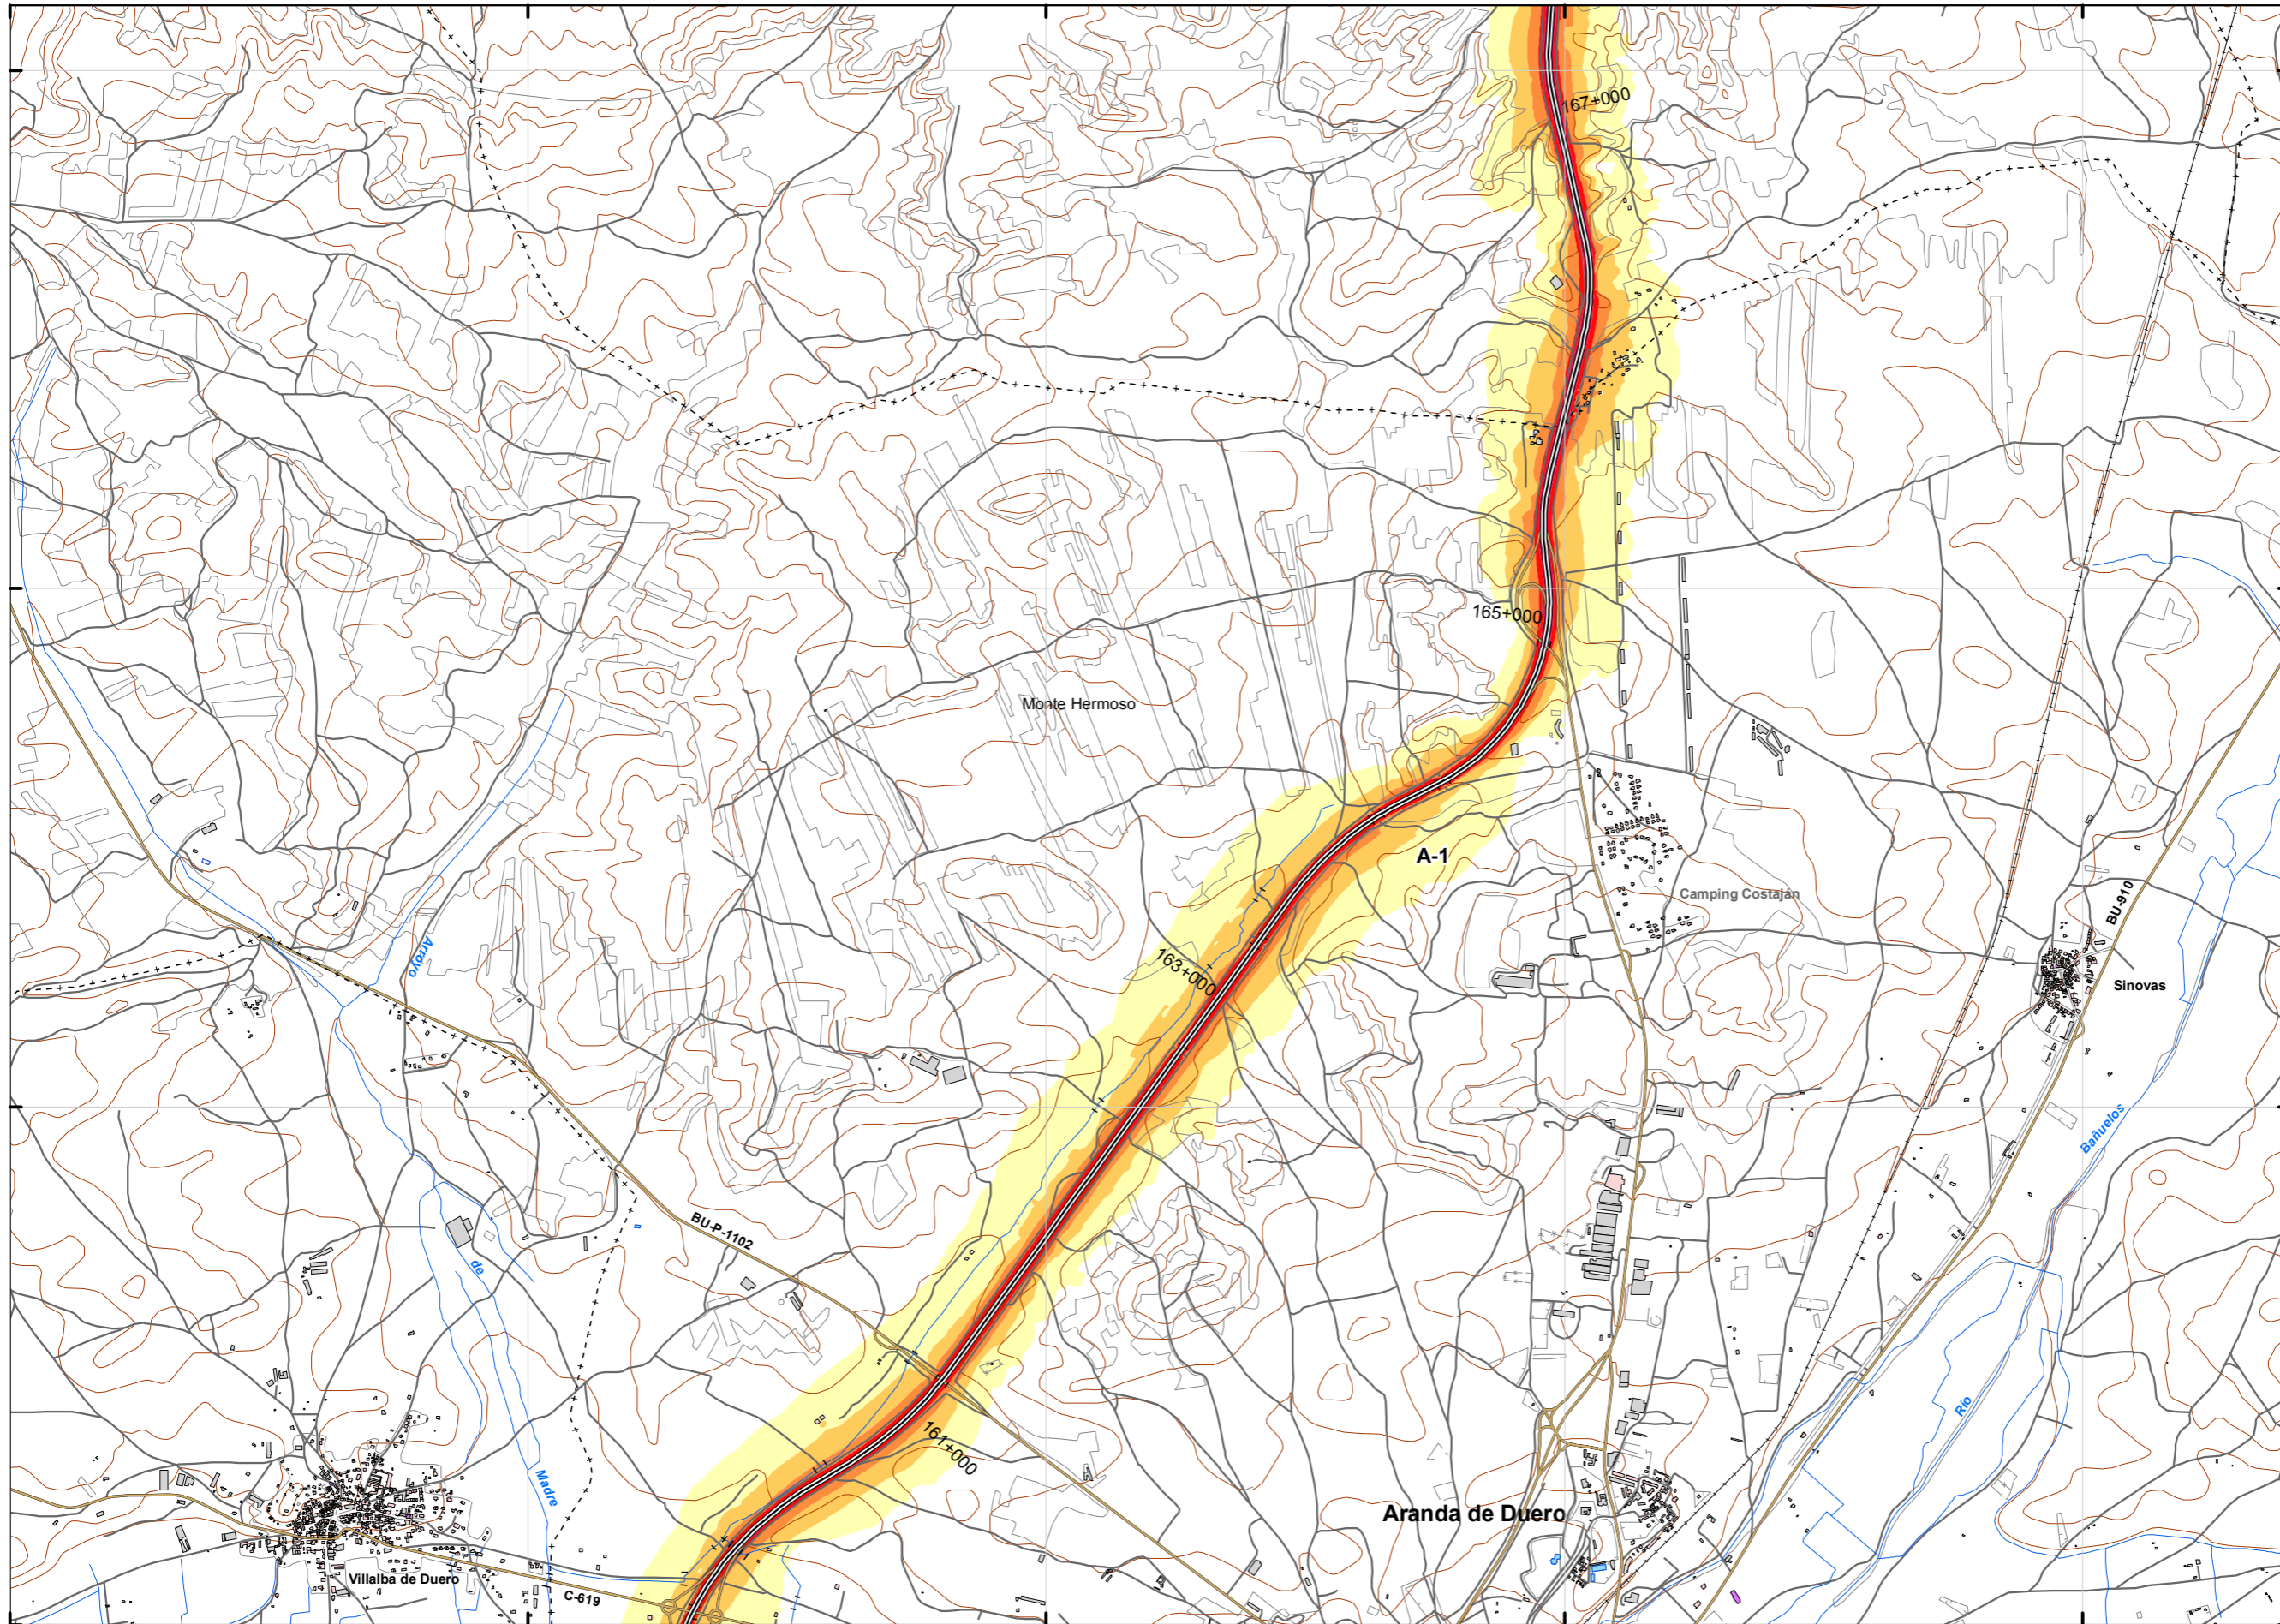 167+000
165+000
Monte Hermoso
A-1
Camping Costaján
BU-910
Arroyo
163+000
Sinovas
Bañuelos
BU-P-1102
de
Río
161+000
Madre
Aranda de Duero
Villalba de Duero
C-619